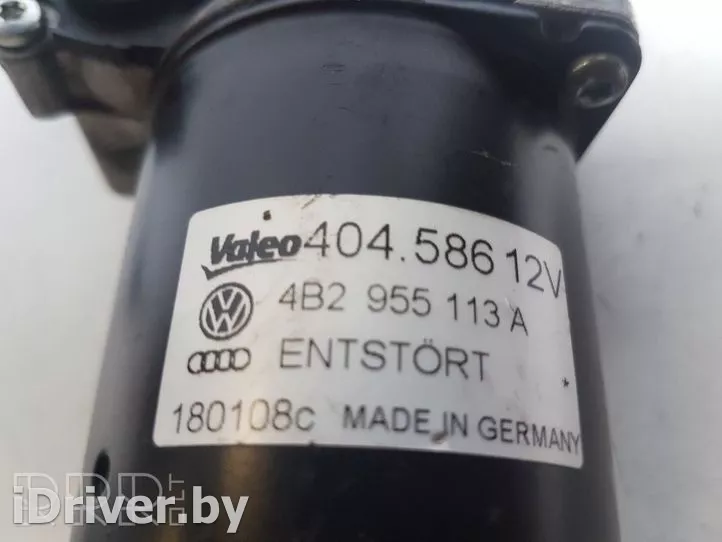 Valeo 404.586 12V
4B2 955 113 A
ENTSTÖRT
180108c MADE IN GERMANY
iDriver.by